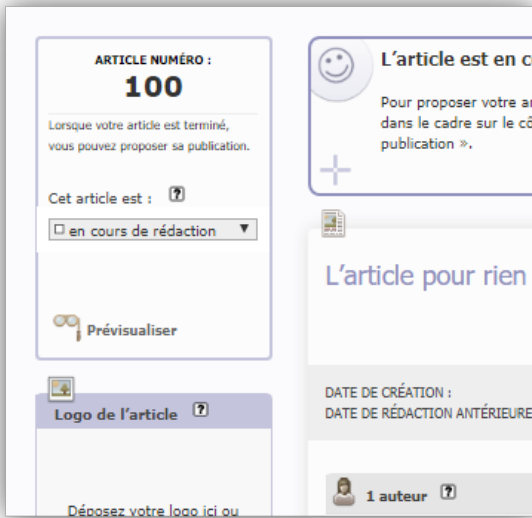 ARTICLE NUMÉRO :
100
Lorsque votre article est terminé,
vous pouvez proposer sa publication.
Cet article est : ?
en cours de rédaction
Prévisualiser
Logo de l'article ?
Déposez votre logo ici ou
L'article est en
Pour proposer votre
dans le cadre sur le
publication ».
L'article pour rien
DATE DE CRÉATION :
DATE DE RÉDACTION ANTÉRIEURE
1 auteur ?